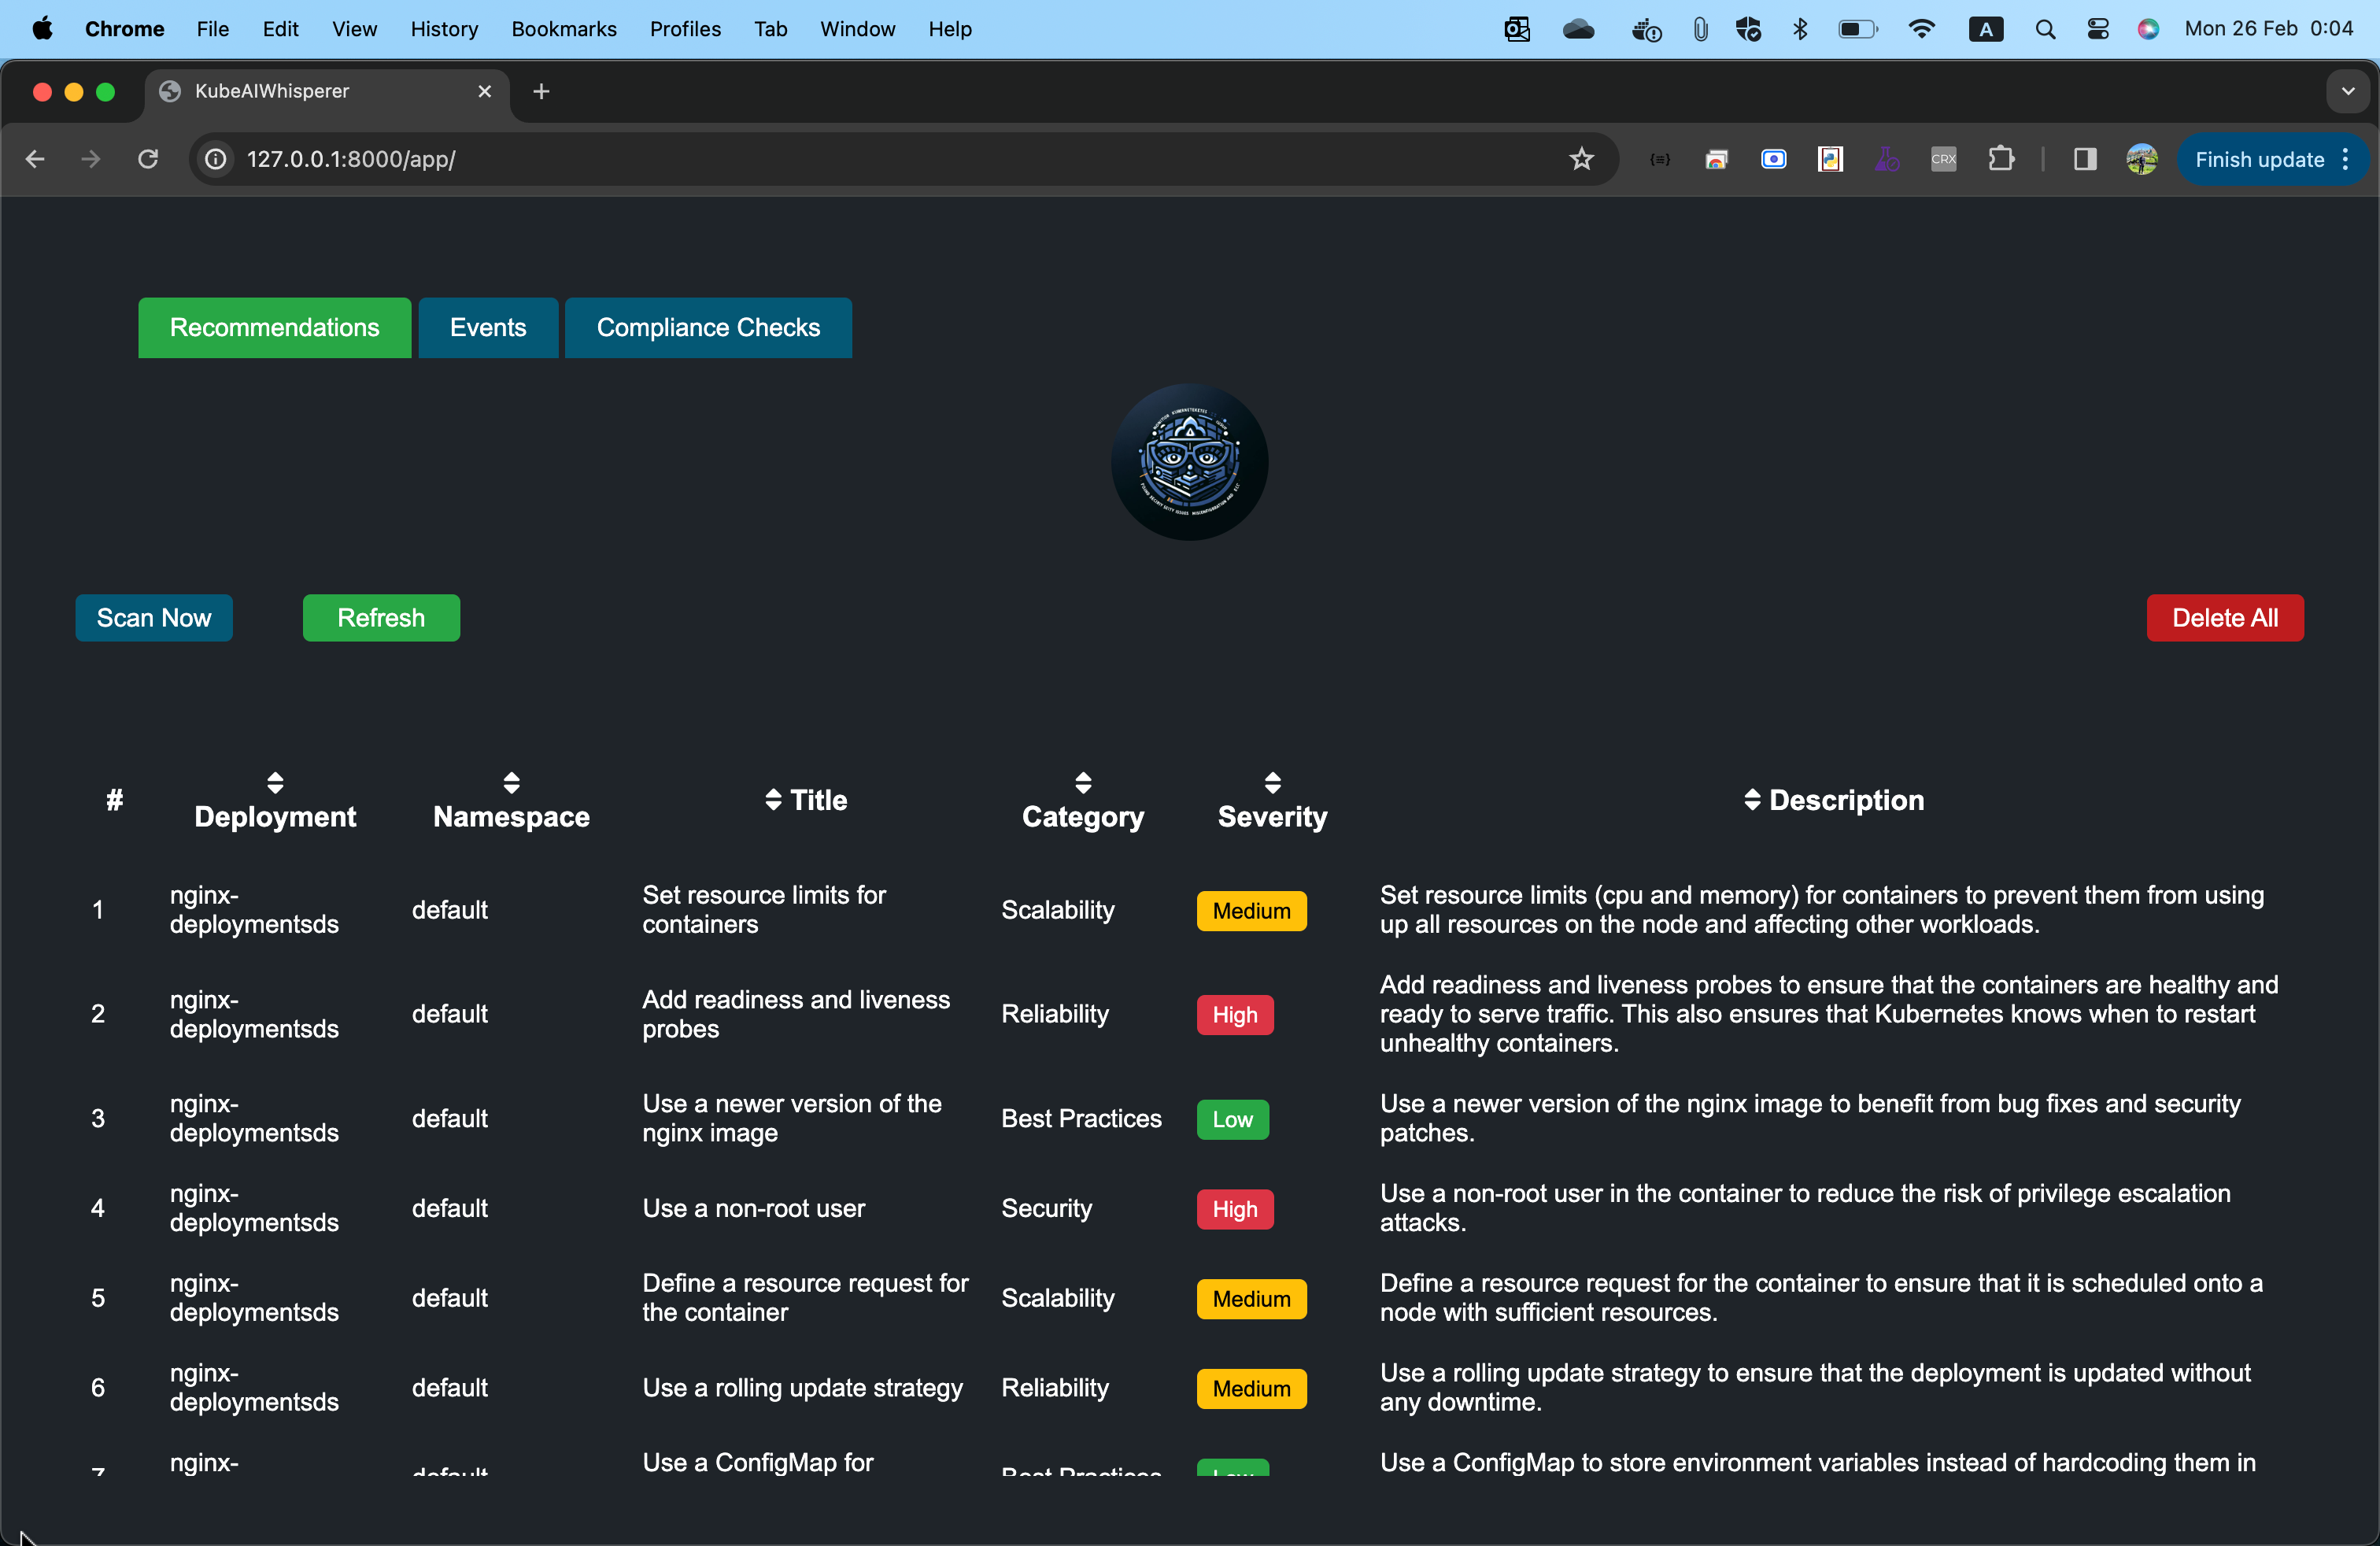 Chrome File Edit View History Bookmarks Profiles Tab Window Help A Mon 26 Feb 0:04
KubeAIWhisperer
127.0.0.1:8000/app/ CRX Finish update
Recommendations Events Compliance Checks
Scan Now Refresh Delete All
# Deployment Namespace Title Category Severity Description
1 nginx- default Set resource limits for Scalability Medium Set resource limits (cpu and memory) for containers to prevent them from using
deploymentsds containers up all resources on the node and affecting other workloads.
2 nginx- default Add readiness and liveness Reliability High Add readiness and liveness probes to ensure that the containers are healthy and
deploymentsds probes ready to serve traffic. This also ensures that Kubernetes knows when to restart
unhealthy containers.
3 nginx- default Use a newer version of the Best Practices Low Use a newer version of the nginx image to benefit from bug fixes and security
deploymentsds nginx image patches.
4 nginx- default Use a non-root user Security High Use a non-root user in the container to reduce the risk of privilege escalation
deploymentsds attacks.
5 nginx- default Define a resource request for Scalability Medium Define a resource request for the container to ensure that it is scheduled onto a
deploymentsds the container node with sufficient resources.
6 nginx- default Use a rolling update strategy Reliability Medium Use a rolling update strategy to ensure that the deployment is updated without
deploymentsds any downtime.
7 nginx- default Use a ConfigMap for Best Practices Low Use a ConfigMap to store environment variables instead of hardcoding them in